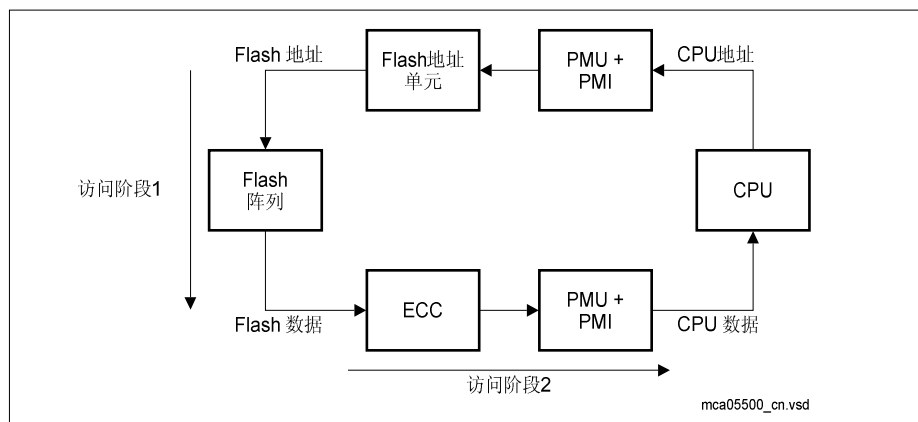 Flash 地址
Flash地址
单元
PMU +
PMI
CPU地址
访问阶段1
Flash
阵列
CPU
Flash 数据
ECC
PMU +
PMI
CPU 数据
访问阶段2
mca05500_cn.vsd